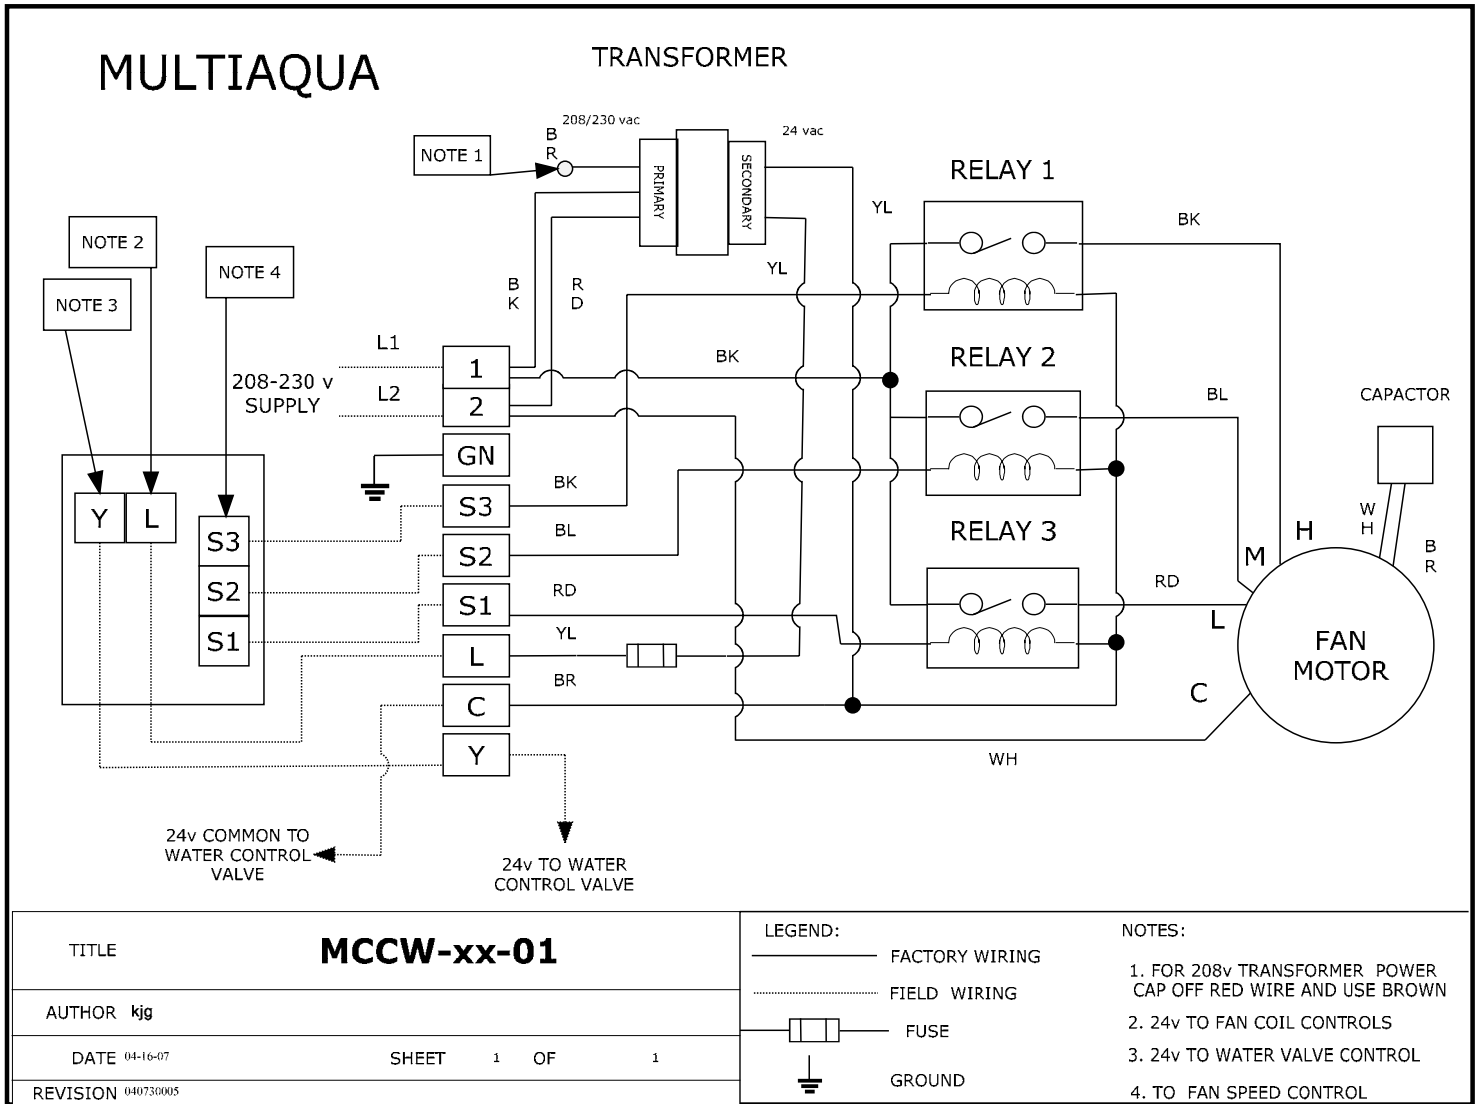 MULTIAQUA
TRANSFORMER
208/230 vac
24 vac
B
R
NOTE 1
PRIMARY
SECONDARY
RELAY 1
YL
BK
NOTE 2
NOTE 4
NOTE 3
YL
B
K
R
D
L1
1
BK
RELAY 2
208-230 v
SUPPLY
L2
2
BL
CAPACTOR
GN
Y
L
S3
BK
S3
W
H
S2
BL
S2
RELAY 3
M
H
B
R
S1
RD
S1
RD
L
YL
L
FAN
MOTOR
BR
C
C
Y
WH
24v COMMON TO
WATER CONTROL
VALVE
24v TO WATER
CONTROL VALVE
TITLE
MCCW-xx-01
AUTHOR kjg
DATE 04-16-07
SHEET 1 OF 1
REVISION 040730005
LEGEND:
FACTORY WIRING
FIELD WIRING
FUSE
GROUND
NOTES:
1. FOR 208v TRANSFORMER POWER
CAP OFF RED WIRE AND USE BROWN
2. 24v TO FAN COIL CONTROLS
3. 24v TO WATER VALVE CONTROL
4. TO FAN SPEED CONTROL